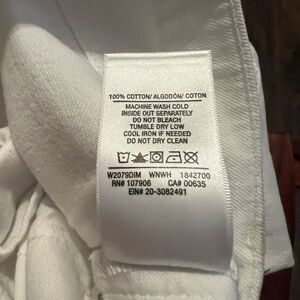 100% COTTON/ ALGODÓN/ COTON
MACHINE WASH COLD
INSIDE OUT SEPARATELY
DO NOT BLEACH
TUMBLE DRY LOW
COOL IRON IF NEEDED
DO NOT DRY CLEAN
W2079DIM WNWH 1842700
RN# 107906 CA# 00635
EIN# 20-3082491